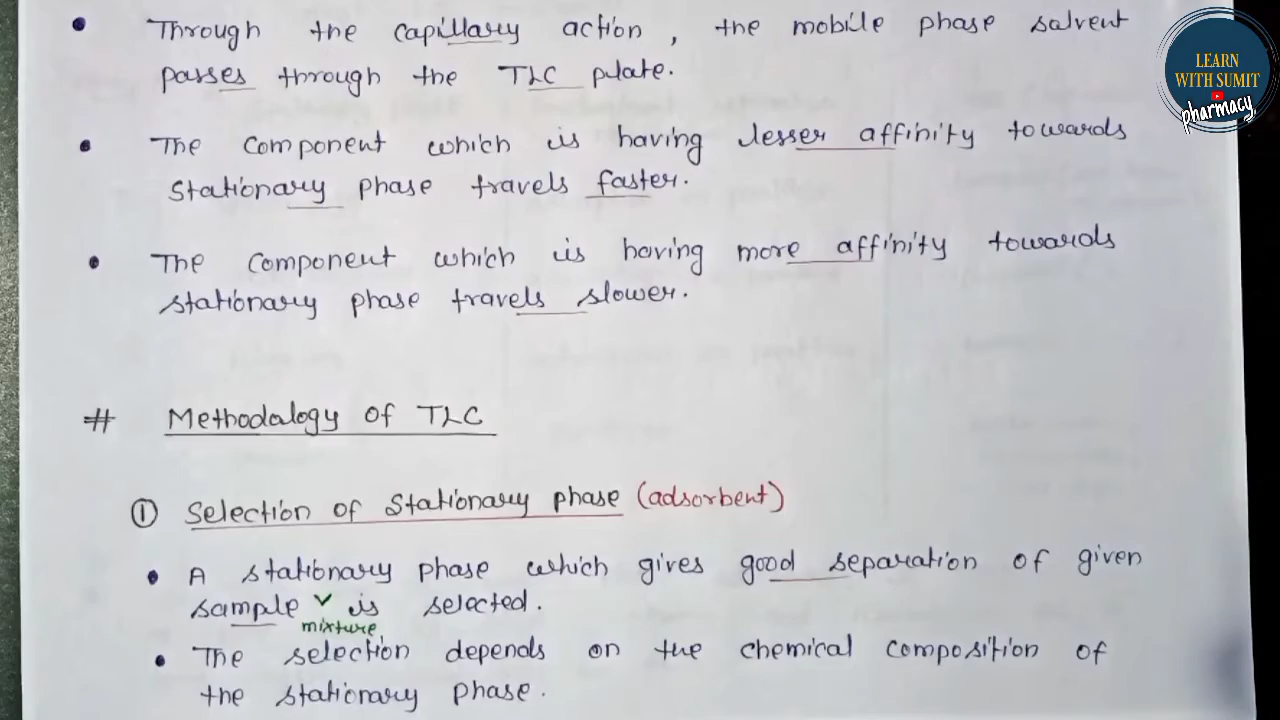 • Through the capillary action, the mobile phase solvent
passes through the TLC plate.
• The component which is having lesser affinity towards
stationary phase travels faster.
• The component which is having more affinity towards
stationary phase travels slower.
# Methodology of TLC
① Selection of Stationary phase (adsorbent)
• A stationary phase which gives good separation of given
sample ˅ is selected.
mixture
• The selection depends on the chemical composition of
the stationary phase.
LEARN
WITH SUMIT
pharmacy